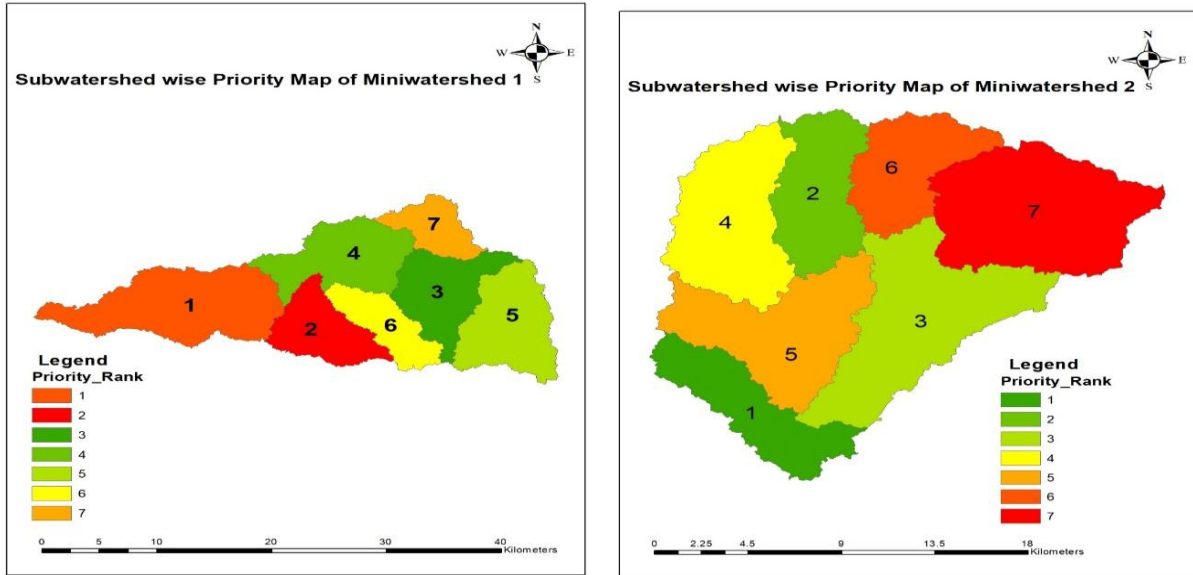 N
W E
S
Subwatershed wise Priority Map of Miniwatershed 1
7
4
3
1
5
2
6
Legend
Priority_Rank
1
2
3
4
5
6
7
0 5 10 20 30 40
Kilometers
N
W E
S
Subwatershed wise Priority Map of Miniwatershed 2
6
2
7
4
3
5
1
Legend
Priority_Rank
1
2
3
4
5
6
7
0 2.25 4.5 9 13.5 18
Kilometers